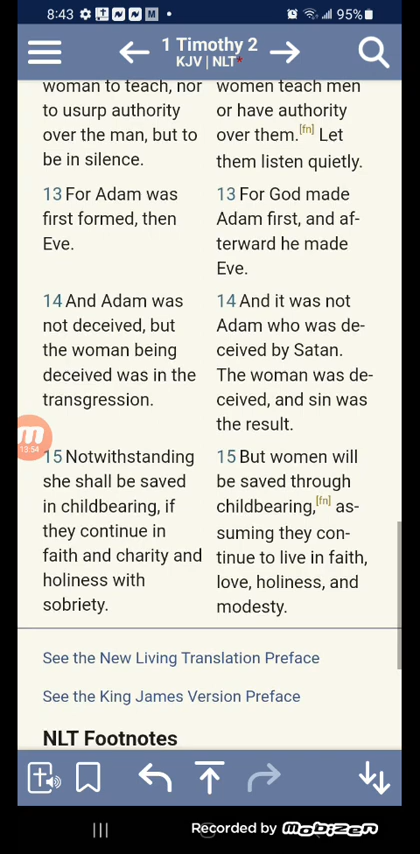 8:43
M
95%
1 Timothy 2
KJV | NLT*
woman to teach, nor
to usurp authority
over the man, but to
be in silence.
13 For Adam was
first formed, then
Eve.
14 And Adam was
not deceived, but
the woman being
deceived was in the
transgression.
15 Notwithstanding
she shall be saved
in childbearing, if
they continue in
faith and charity and
holiness with
sobriety.
women teach men
or have authority
over them.[fn] Let
them listen quietly.
13 For God made
Adam first, and af-
terward he made
Eve.
14 And it was not
Adam who was de-
ceived by Satan.
The woman was de-
ceived, and sin was
the result.
15 But women will
be saved through
childbearing,[fn] as-
suming they con-
tinue to live in faith,
love, holiness, and
modesty.
13:54
See the New Living Translation Preface
See the King James Version Preface
NLT Footnotes
Recorded by mobizen